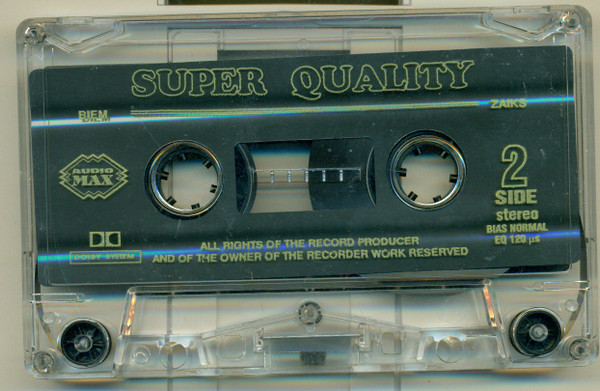 SUPER QUALITY
BIEM
ZAIKS
AUDIO
MAX
2
SIDE
stereo
BIAS NORMAL
EQ 120 µs
DOLBY SYSTEM
ALL RIGHTS OF THE RECORD PRODUCER
AND OF THE OWNER OF THE RECORDER WORK RESERVED